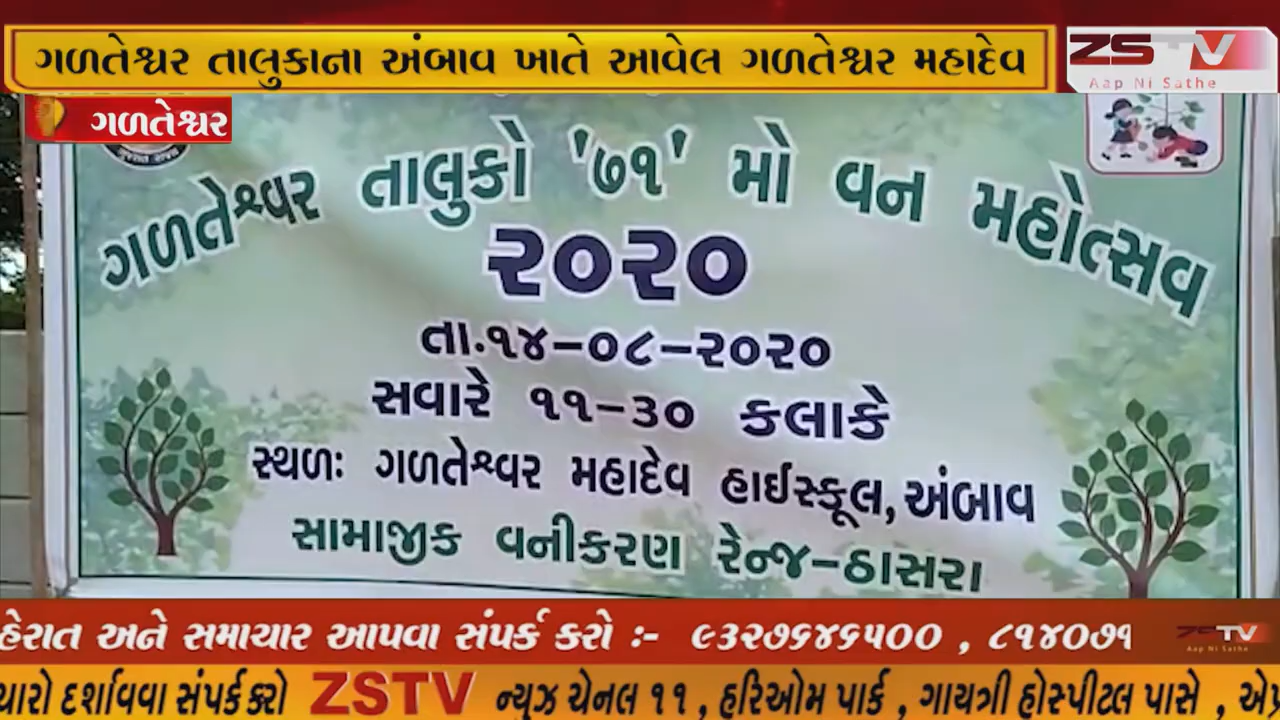 ગળતેશ્વર તાલુકાના અંબાવ ખાતે આવેલ ગળતેશ્વર મહાદેવ
ZSTV
Aap Ni Sathe
ગળતેશ્વર
ગળતેશ્વર તાલુકો '૭૧' મો વન મહોત્સવ
૨૦૨૦
તા.૧૪-૦૮-૨૦૨૦
સવારે ૧૧-૩૦ કલાકે
સ્થળઃ ગળતેશ્વર મહાદેવ હાઈસ્કૂલ, અંબાવ
સામાજીક વનીકરણ રેન્જ-ઠાસરા
હેરાત અને સમાચાર આપવા સંપર્ક કરો :- ૯૩૨૭૬૪૬૫૦૦ , ૮૧૪૦૭૧
ZSTV
Aap Ni Sathe
ચારો દર્શાવવા સંપર્ક કરો ZSTV ન્યુઝ ચેનલ ૧૧ , હરિઓમ પાર્ક , ગાયત્રી હોસ્પીટલ પાસે ,